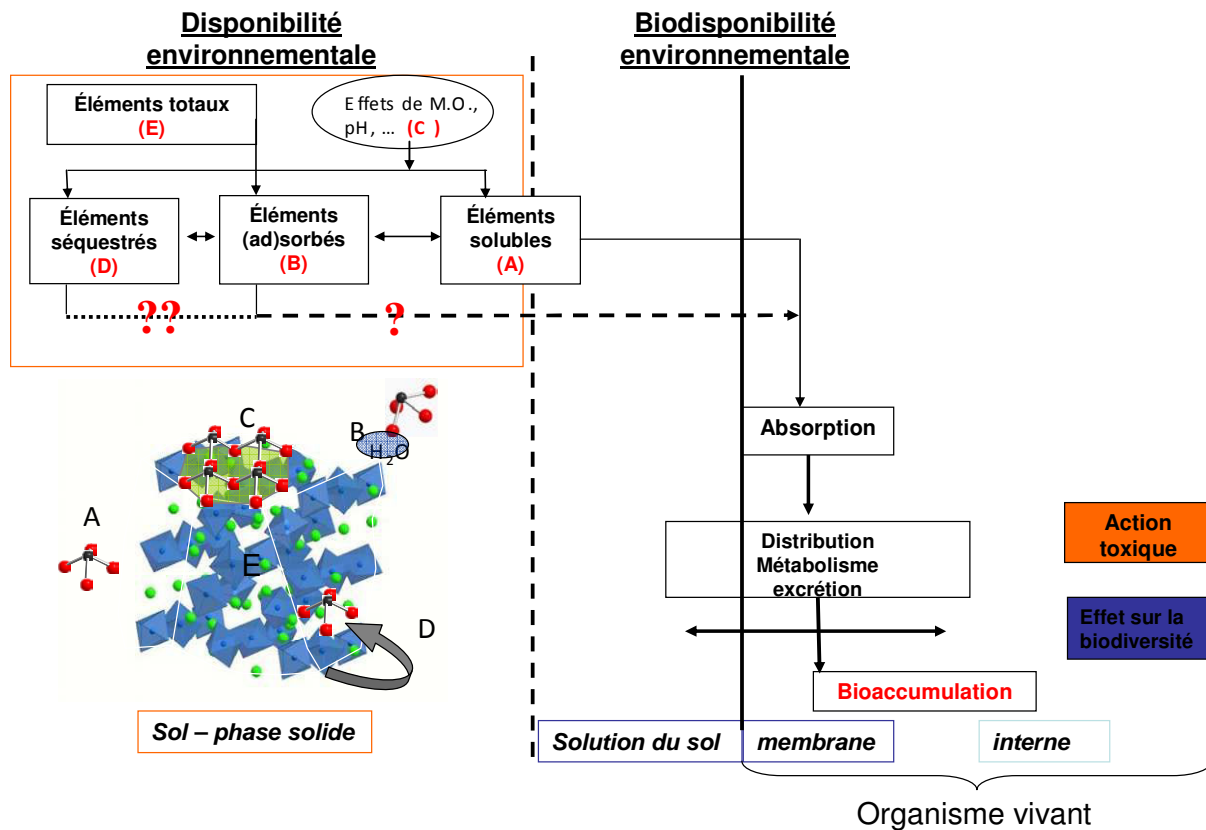 Disponibilité
environnementale
Biodisponibilité
environnementale
Éléments totaux
(E)
Effets de M.O.,
pH, ... (C )
Éléments
séquestrés
(D)
Éléments
(ad)sorbés
(B)
Éléments
solubles
(A)
??
?
C
B
H2O
A
E
D
Absorption
Distribution
Métabolisme
excrétion
Action
toxique
Effet sur la
biodiversité
Bioaccumulation
Sol – phase solide
Solution du sol
membrane
interne
Organisme vivant